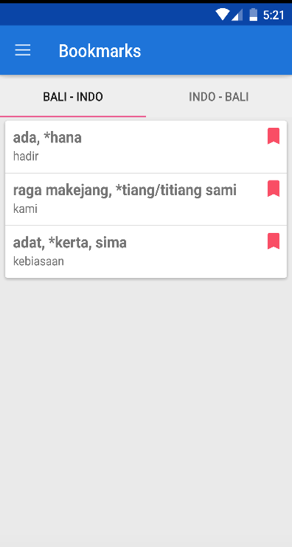 5:21
Bookmarks
BALI - INDO
INDO - BALI
ada, *hana
hadir
raga makejang, *tiang/titiang sami
kami
adat, *kerta, sima
kebiasaan